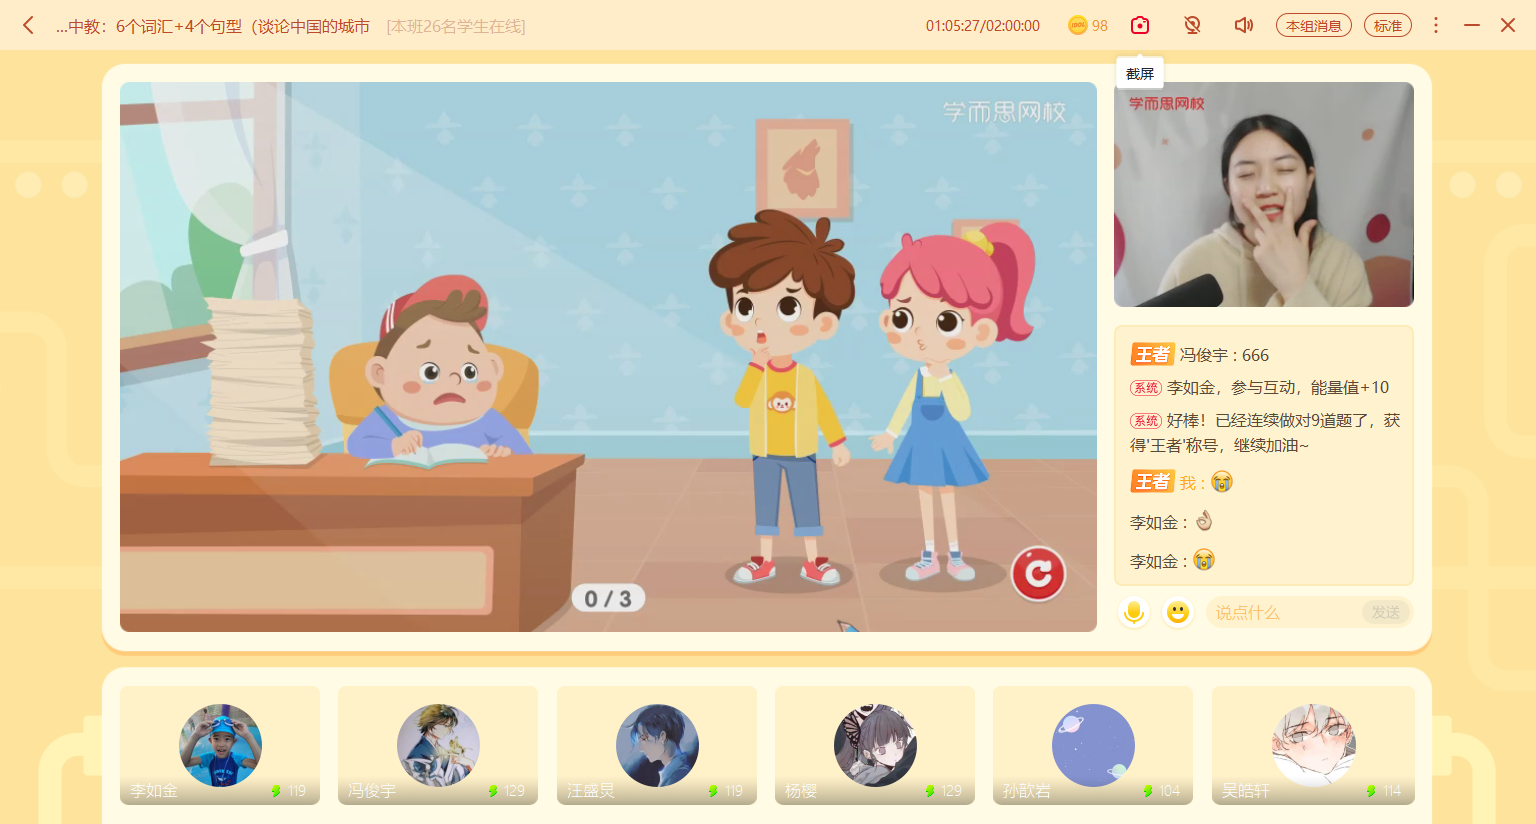 ...中教：6个词汇+4个句型（谈论中国的城市 [本班26名学生在线]
01:05:27/02:00:00
98
本组消息
标准
截屏
学而思网校
学而思网校
王者 冯俊宇 : 666
系统 李如金，参与互动，能量值+10
系统 好棒！已经连续做对9道题了，获
得'王者'称号，继续加油~
王者 我 :
李如金 :
李如金 :
0 / 3
说点什么
发送
李如金 119
冯俊宇 129
汪盛炅 119
杨樱 129
孙歆岩 104
吴皓轩 114